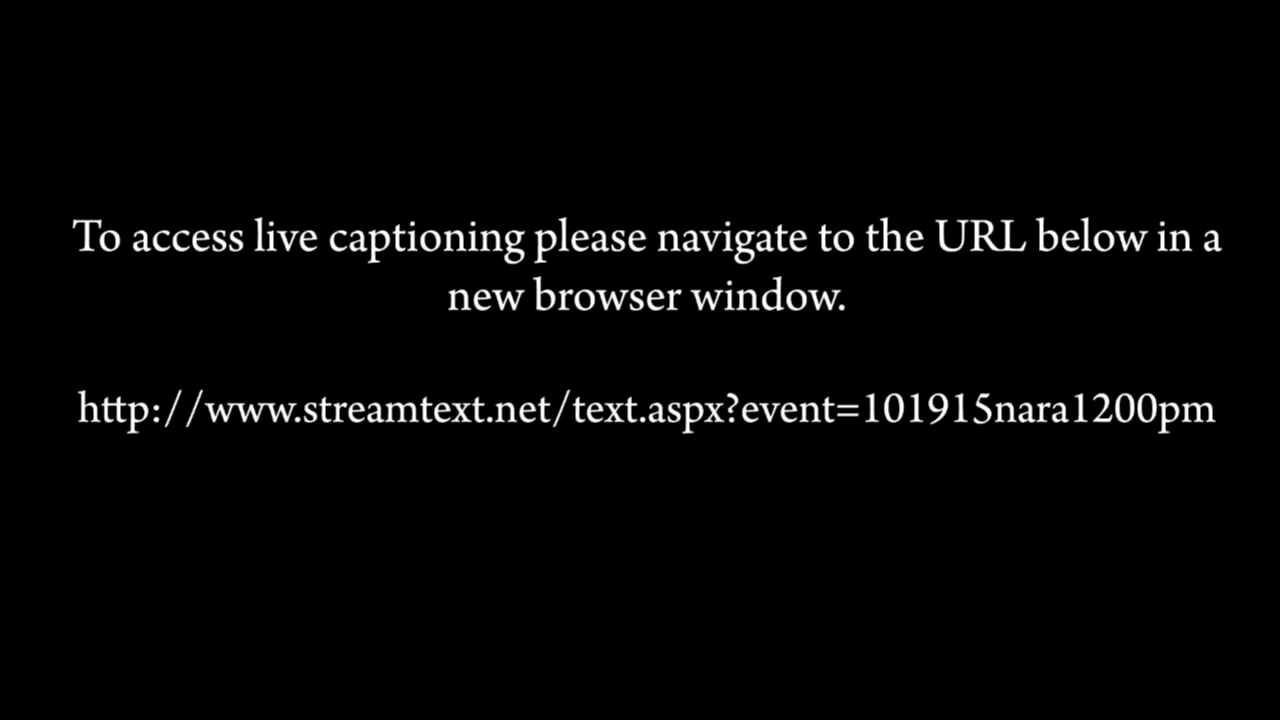 To access live captioning please navigate to the URL below in a
new browser window.
http://www.streamtext.net/text.aspx?event=101915nara1200pm